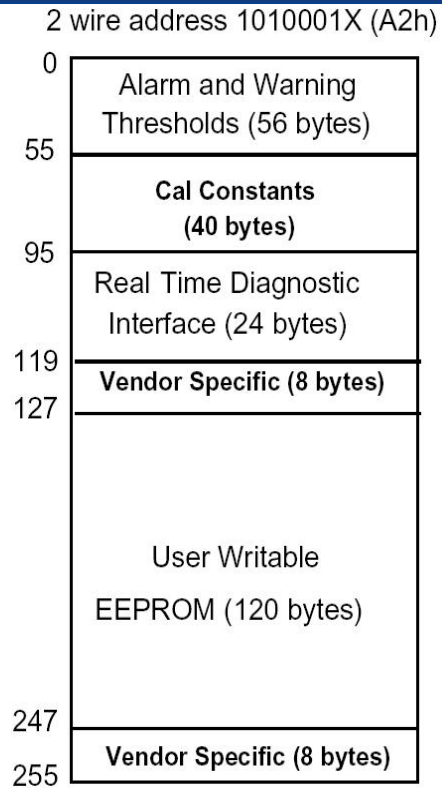 2 wire address 1010001X (A2h)
0
Alarm and Warning
Thresholds (56 bytes)
55
Cal Constants
(40 bytes)
95
Real Time Diagnostic
Interface (24 bytes)
119
Vendor Specific (8 bytes)
127
User Writable
EEPROM (120 bytes)
247
Vendor Specific (8 bytes)
255